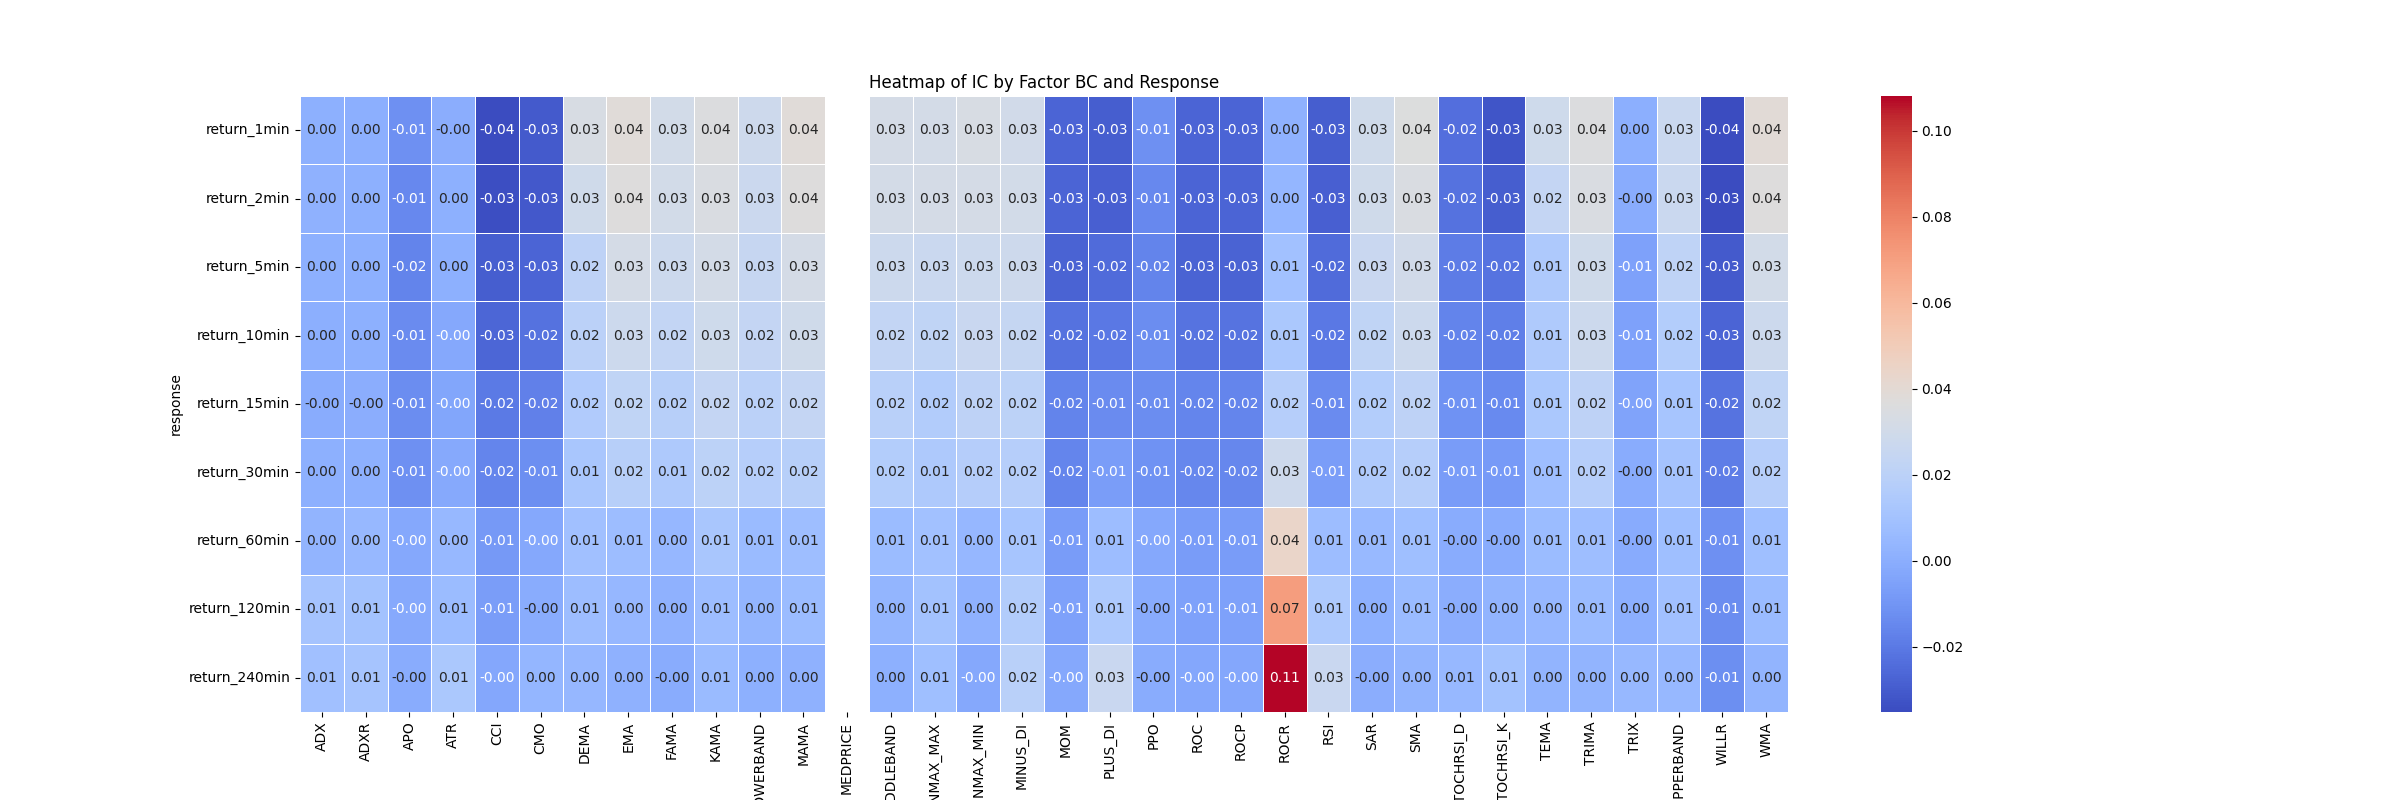 Heatmap of IC by Factor BC and Response
response
return_1min 0.00 0.00 -0.01 -0.00 -0.04 -0.03 0.03 0.04 0.03 0.04 0.03 0.04 0.03 0.03 0.03 0.03 -0.03 -0.03 -0.01 -0.03 -0.03 0.00 -0.03 0.03 0.04 -0.02 -0.03 0.03 0.04 0.00 0.03 -0.04 0.04
return_2min 0.00 0.00 -0.01 0.00 -0.03 -0.03 0.03 0.04 0.03 0.03 0.03 0.04 0.03 0.03 0.03 0.03 -0.03 -0.03 -0.01 -0.03 -0.03 0.00 -0.03 0.03 0.03 -0.02 -0.03 0.02 0.03 -0.00 0.03 -0.03 0.04
return_5min 0.00 0.00 -0.02 0.00 -0.03 -0.03 0.02 0.03 0.03 0.03 0.03 0.03 0.03 0.03 0.03 0.03 -0.03 -0.02 -0.02 -0.03 -0.03 0.01 -0.02 0.03 0.03 -0.02 -0.02 0.01 0.03 -0.01 0.02 -0.03 0.03
return_10min 0.00 0.00 -0.01 -0.00 -0.03 -0.02 0.02 0.03 0.02 0.03 0.02 0.03 0.02 0.02 0.03 0.02 -0.02 -0.02 -0.01 -0.02 -0.02 0.01 -0.02 0.02 0.03 -0.02 -0.02 0.01 0.03 -0.01 0.02 -0.03 0.03
return_15min -0.00 -0.00 -0.01 -0.00 -0.02 -0.02 0.02 0.02 0.02 0.02 0.02 0.02 0.02 0.02 0.02 0.02 -0.02 -0.01 -0.01 -0.02 -0.02 0.02 -0.01 0.02 0.02 -0.01 -0.01 0.01 0.02 -0.00 0.01 -0.02 0.02
return_30min 0.00 0.00 -0.01 -0.00 -0.02 -0.01 0.01 0.02 0.01 0.02 0.02 0.02 0.02 0.01 0.02 0.02 -0.02 -0.01 -0.01 -0.02 -0.02 0.03 -0.01 0.02 0.02 -0.01 -0.01 0.01 0.02 -0.00 0.01 -0.02 0.02
return_60min 0.00 0.00 -0.00 0.00 -0.01 -0.00 0.01 0.01 0.00 0.01 0.01 0.01 0.01 0.01 0.00 0.01 -0.01 0.01 -0.00 -0.01 -0.01 0.04 0.01 0.01 0.01 -0.00 -0.00 0.01 0.01 -0.00 0.01 -0.01 0.01
return_120min 0.01 0.01 -0.00 0.01 -0.01 -0.00 0.01 0.00 0.00 0.01 0.00 0.01 0.00 0.01 0.00 0.02 -0.01 0.01 -0.00 -0.01 -0.01 0.07 0.01 0.00 0.01 -0.00 0.00 0.00 0.01 0.00 0.01 -0.01 0.01
return_240min 0.01 0.01 -0.00 0.01 -0.00 0.00 0.00 0.00 -0.00 0.01 0.00 0.00 0.00 0.01 -0.00 0.02 -0.00 0.03 -0.00 -0.00 -0.00 0.11 0.03 -0.00 0.00 0.01 0.01 0.00 0.00 0.00 0.00 -0.01 0.00
ADX
ADXR
APO
ATR
CCI
CMO
DEMA
EMA
FAMA
KAMA
OWERBAND
MAMA
MEDPRICE
DDLEBAND
NMAX_MAX
NMAX_MIN
MINUS_DI
MOM
PLUS_DI
PPO
ROC
ROCP
ROCR
RSI
SAR
SMA
TOCHRSI_D
TOCHRSI_K
TEMA
TRIMA
TRIX
PPERBAND
WILLR
WMA
0.10
0.08
0.06
0.04
0.02
0.00
−0.02